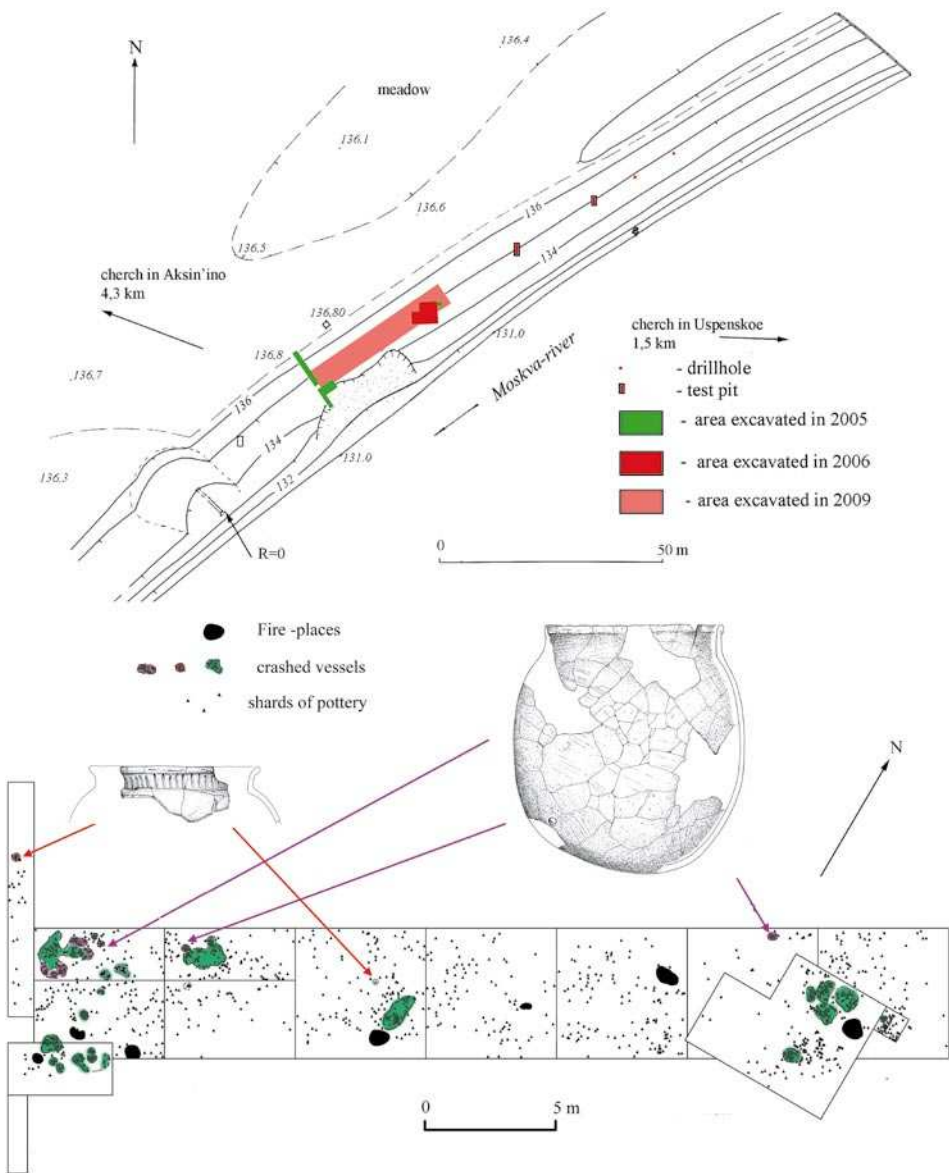 N
136,4
meadow
136,1
136,6
136
136,5
134
cherch in Aksin'ino
4,3 km
136,80
131,0
cherch in Uspenskoe
1,5 km
136,8
Moskva-river
- drillhole
136,7
- test pit
136
- area excavated in 2005
134
131,0
- area excavated in 2006
136,3
132
- area excavated in 2009
R=0
0
50 m
Fire -places
crashed vessels
shards of pottery
N
0
5 m